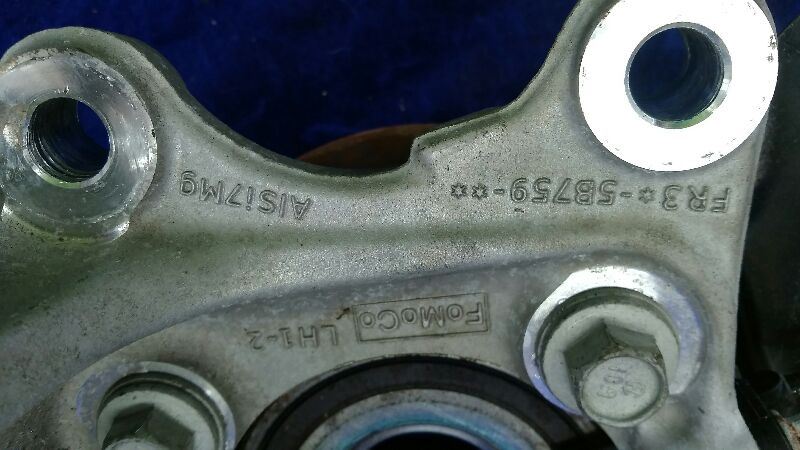 FR3*-5B759-**
AlSi7Mg
FoMoCo LH1-2